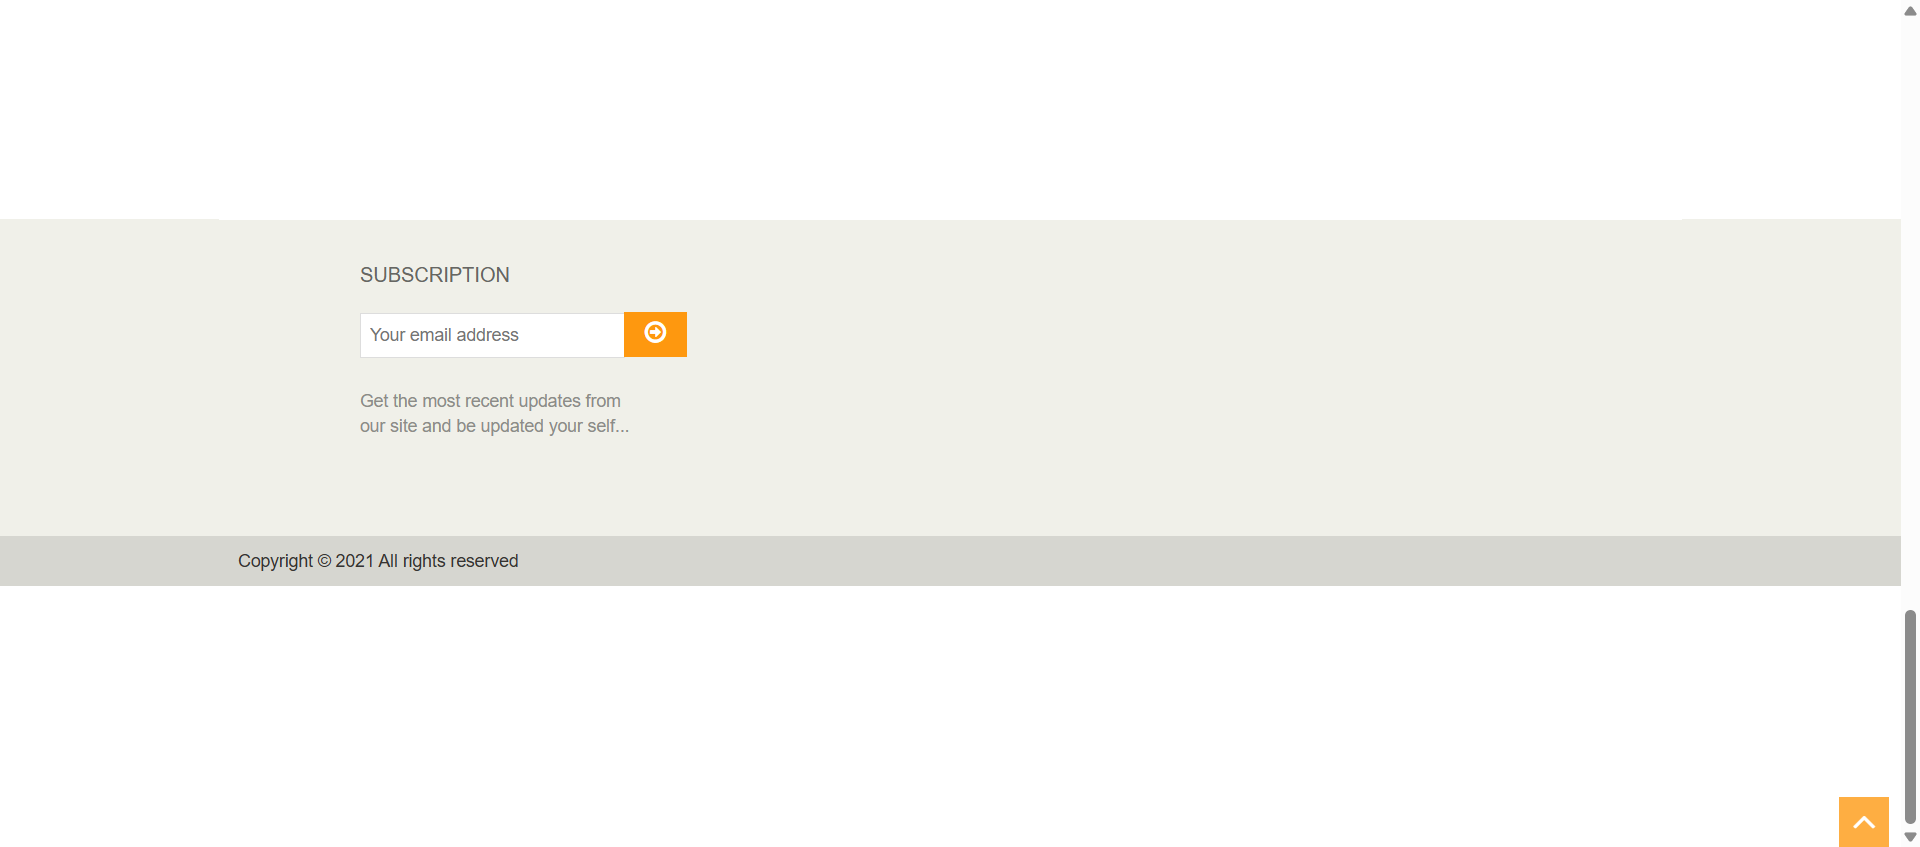 SUBSCRIPTION
Your email address
Get the most recent updates from
our site and be updated your self...
Copyright © 2021 All rights reserved